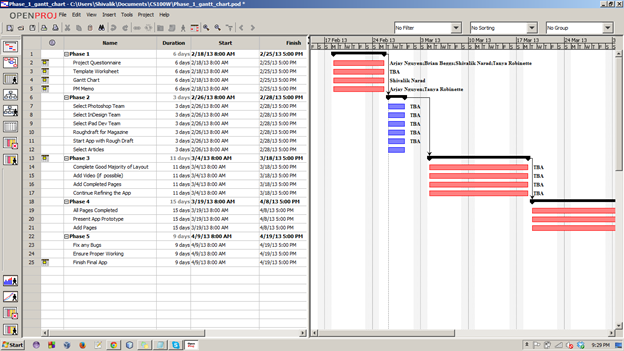 C:\Users\Shivalik\Documents\CS100W\Phase_1_gantt_chart.pod *
OPENPROJ
File Edit View Insert Tools Project Help
No Filter No Sorting No Group
Name Duration Start Finish
17 Feb 13 24 Feb 13 3 Mar 13 10 Mar 13 17 Mar 13 24 Mar 13
1 Phase 1 6 days 2/18/13 8:00 AM 2/25/13 5:00 PM
2 Project Questionnaire 6 days 2/18/13 8:00 AM 2/25/13 5:00 PM
3 Template Worksheet 6 days 2/18/13 8:00 AM 2/25/13 5:00 PM TBA
4 Gantt Chart 6 days 2/18/13 8:00 AM 2/25/13 5:00 PM Shivalik Narad
5 PM Memo 6 days 2/18/13 8:00 AM 2/25/13 5:00 PM Arjay Nguyen;Tanya Robinette
6 Phase 2 3 days 2/26/13 8:00 AM 2/28/13 5:00 PM
7 Select Photoshop Team 3 days 2/26/13 8:00 AM 2/28/13 5:00 PM TBA
8 Select InDesign Team 3 days 2/26/13 8:00 AM 2/28/13 5:00 PM TBA
9 Select iPad Dev Team 3 days 2/26/13 8:00 AM 2/28/13 5:00 PM TBA
10 Roughdraft for Magazine 3 days 2/26/13 8:00 AM 2/28/13 5:00 PM TBA
11 Start App with Rough Draft 3 days 2/26/13 8:00 AM 2/28/13 5:00 PM TBA
12 Select Articles 3 days 2/26/13 8:00 AM 2/28/13 5:00 PM TBA
13 Phase 3 11 days 3/4/13 8:00 AM 3/18/13 5:00 PM
14 Complete Good Majority of Layout 11 days 3/4/13 8:00 AM 3/18/13 5:00 PM TBA
15 Add Video (if possible) 11 days 3/4/13 8:00 AM 3/18/13 5:00 PM TBA
16 Add Completed Pages 11 days 3/4/13 8:00 AM 3/18/13 5:00 PM TBA
17 Continue Refining the App 11 days 3/4/13 8:00 AM 3/18/13 5:00 PM TBA
18 Phase 4 15 days 3/19/13 8:00 AM 4/8/13 5:00 PM
19 All Pages Completed 15 days 3/19/13 8:00 AM 4/8/13 5:00 PM
20 Present App Prototype 15 days 3/19/13 8:00 AM 4/8/13 5:00 PM
21 Add Pages 15 days 3/19/13 8:00 AM 4/8/13 5:00 PM
22 Phase 5 9 days 4/9/13 8:00 AM 4/19/13 5:00 PM
23 Fix any Bugs 9 days 4/9/13 8:00 AM 4/19/13 5:00 PM
24 Ensure Proper Working 9 days 4/9/13 8:00 AM 4/19/13 5:00 PM
25 Finish Final App 9 days 4/9/13 8:00 AM 4/19/13 5:00 PM
Start 9:29 PM